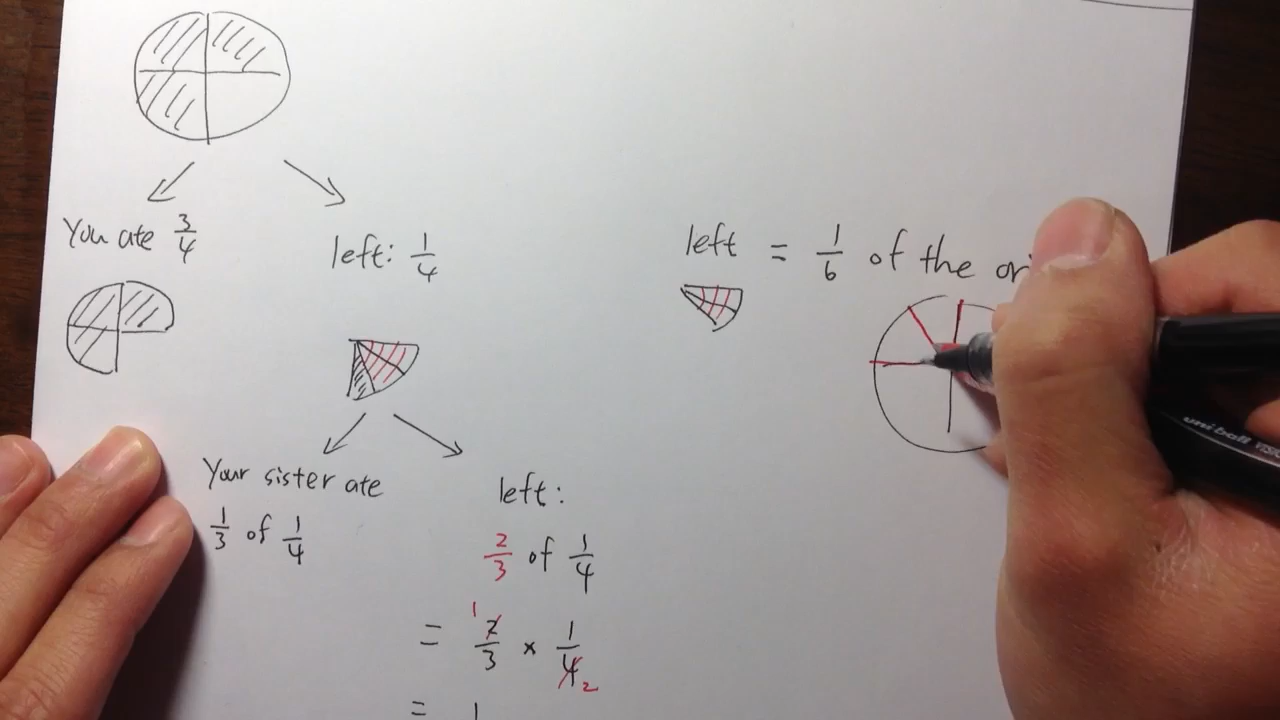 You ate 3/4
left: 1/4
left = 1/6 of the
Your sister ate
1/3 of 1/4
left:
2/3 of 1/4
= 2/3 × 1/4
1
2
= 1
uni ball